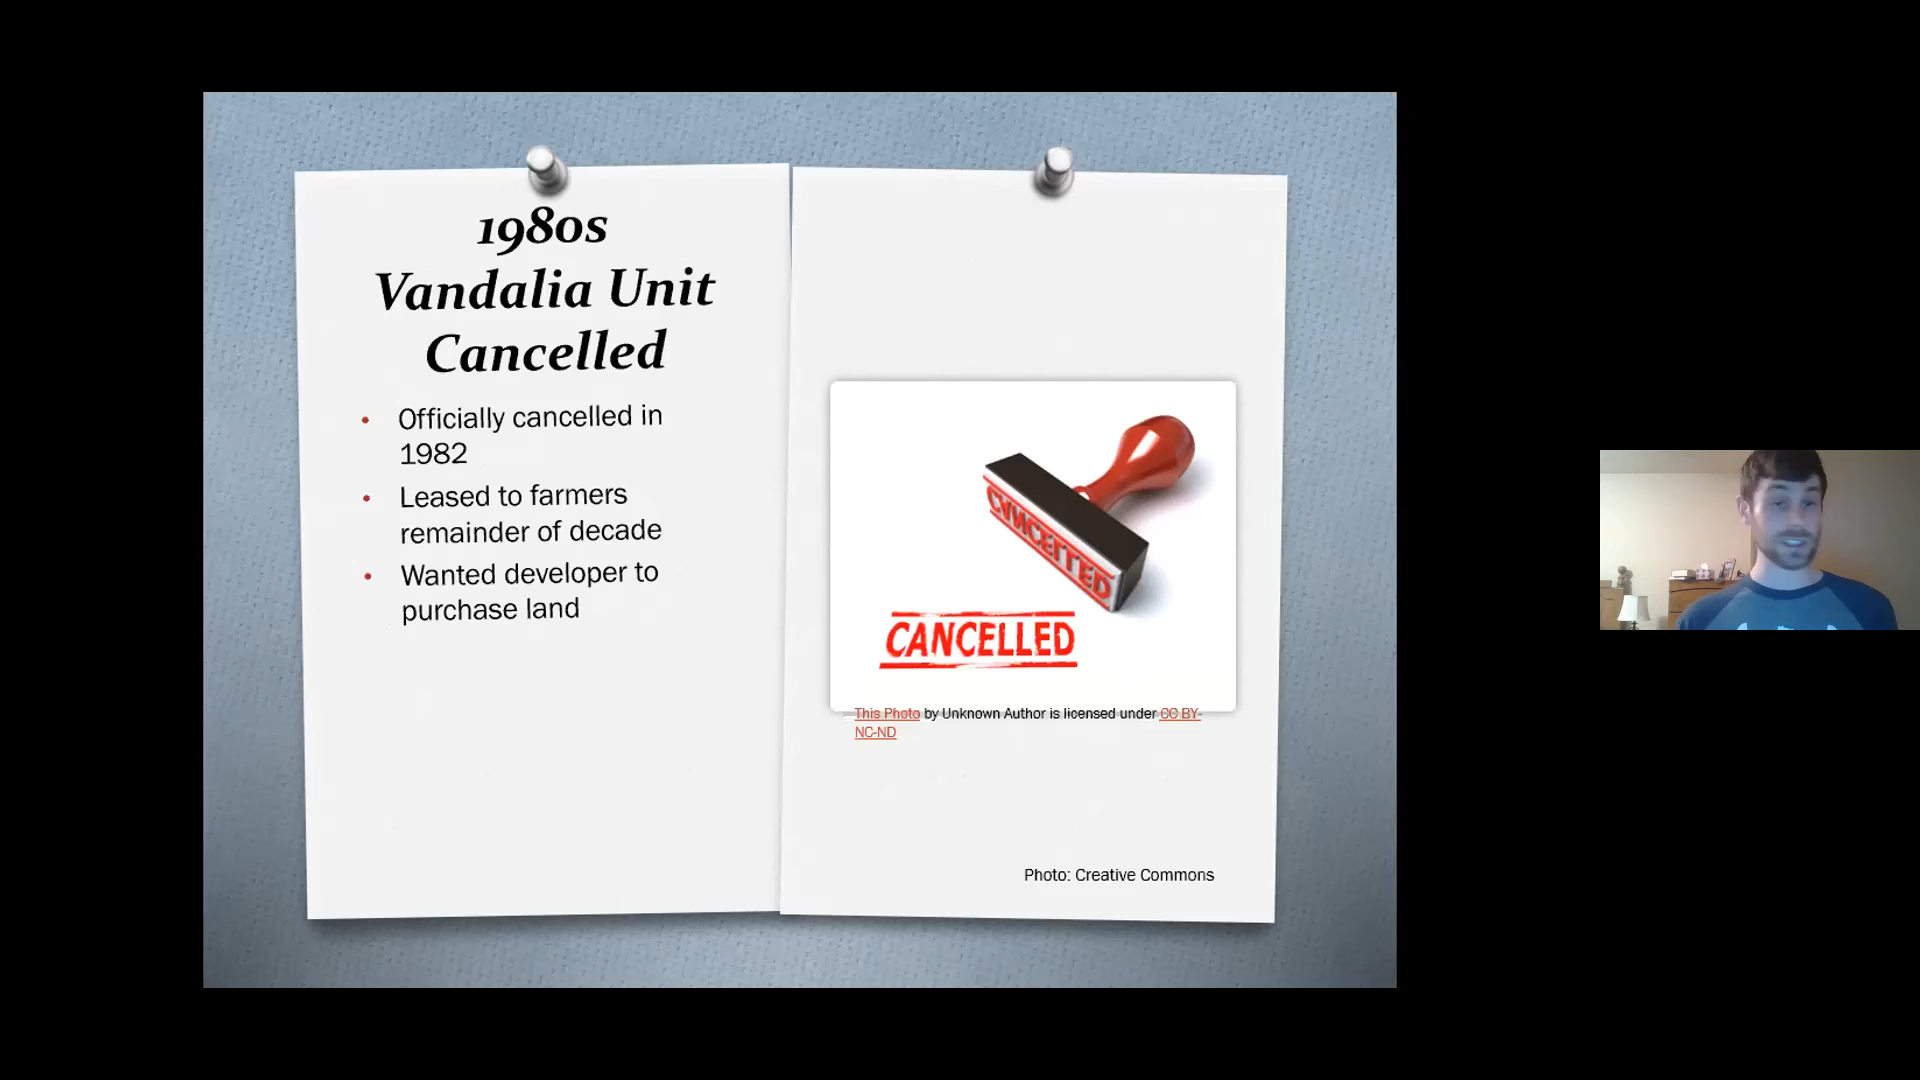 1980s
Vandalia Unit
Cancelled
• Officially cancelled in
1982
• Leased to farmers
remainder of decade
• Wanted developer to
purchase land
CANCELLED
CANCELLED
This Photo by Unknown Author is licensed under CC BY-
NC-ND
Photo: Creative Commons